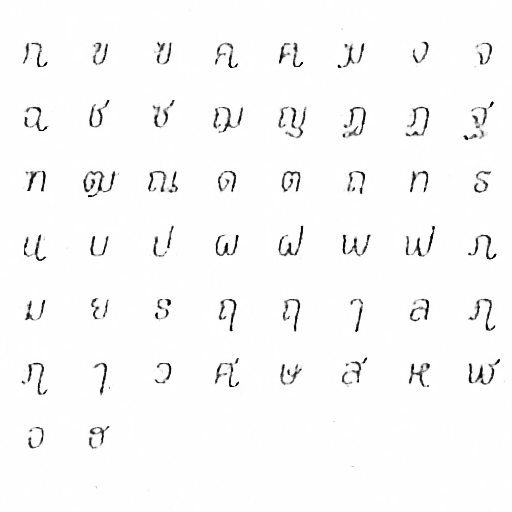 ก ข ฃ ค ฅ ฆ ง จ
ฉ ช ซ ฌ ญ ฎ ฏ ฐ
ฑ ฒ ณ ด ต ถ ท ธ
น บ ป ผ ฝ พ ฟ ภ
ม ย ร ฤ ฤ ๅ ล ฦ
ฦ ๅ ว ศ ษ ส ห ฬ
อ ฮ